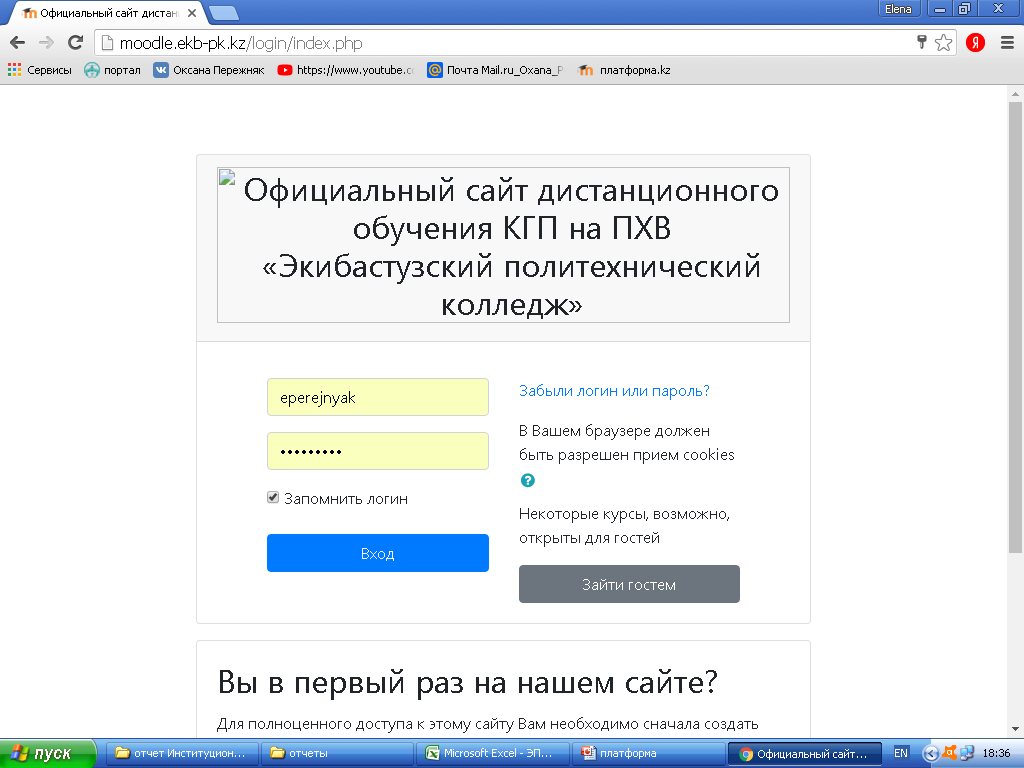 Официальный сайт дистан
Elena
moodle.ekb-pk.kz/login/index.php
Сервисы
портал
Оксана Пережняк
https://www.youtube.c
Почта Mail.ru_Oxana_P
платформа.kz
Официальный сайт дистанционного
обучения КГП на ПХВ
«Экибастузский политехнический
колледж»
eperejnyak
•••••••••
Запомнить логин
Вход
Забыли логин или пароль?
В Вашем браузере должен
быть разрешен прием cookies
?
Некоторые курсы, возможно,
открыты для гостей
Зайти гостем
Вы в первый раз на нашем сайте?
Для полноценного доступа к этому сайту Вам необходимо сначала создать
пуск
отчет Институцион...
отчеты
Microsoft Excel - ЭП...
платформа
Официальный сайт...
EN
18:36